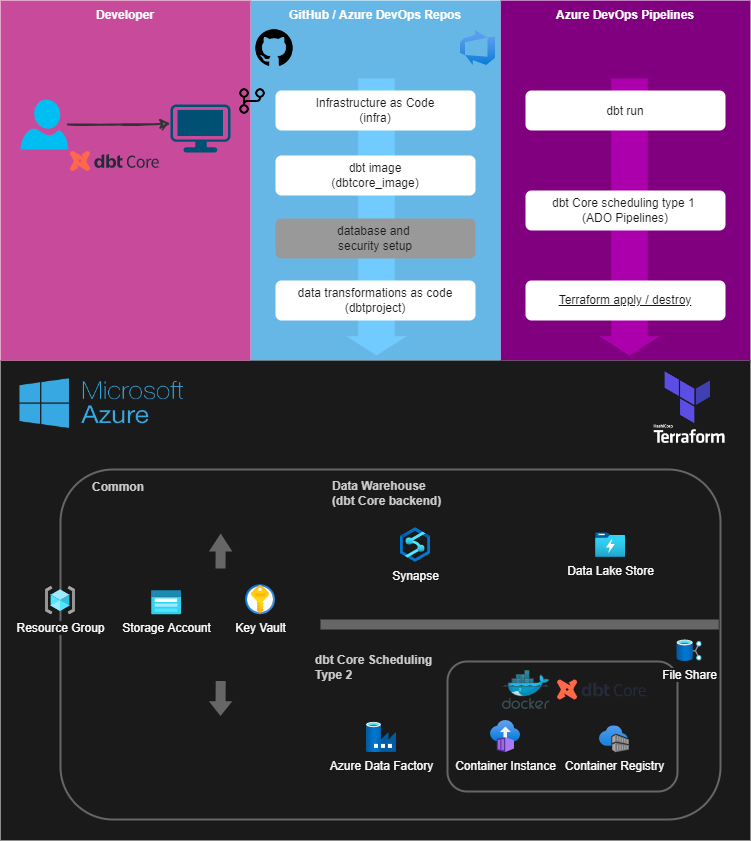 Developer
GitHub / Azure DevOps Repos
Azure DevOps Pipelines
dbt Core
Infrastructure as Code
(infra)
dbt image
(dbtcore_image)
database and
security setup
data transformations as code
(dbtproject)
dbt run
dbt Core scheduling type 1
(ADO Pipelines)
Terraform apply / destroy
Microsoft
Azure
HashiCorp
Terraform
Common
Data Warehouse
(dbt Core backend)
Synapse
Data Lake Store
Resource Group
Storage Account
Key Vault
dbt Core Scheduling
Type 2
File Share
docker
dbt Core
Azure Data Factory
Container Instance
Container Registry